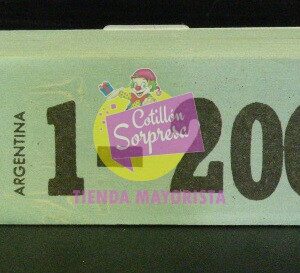 ARGENTINA
1-200
Cotillón
Sorpresa
TIENDA MAYORISTA